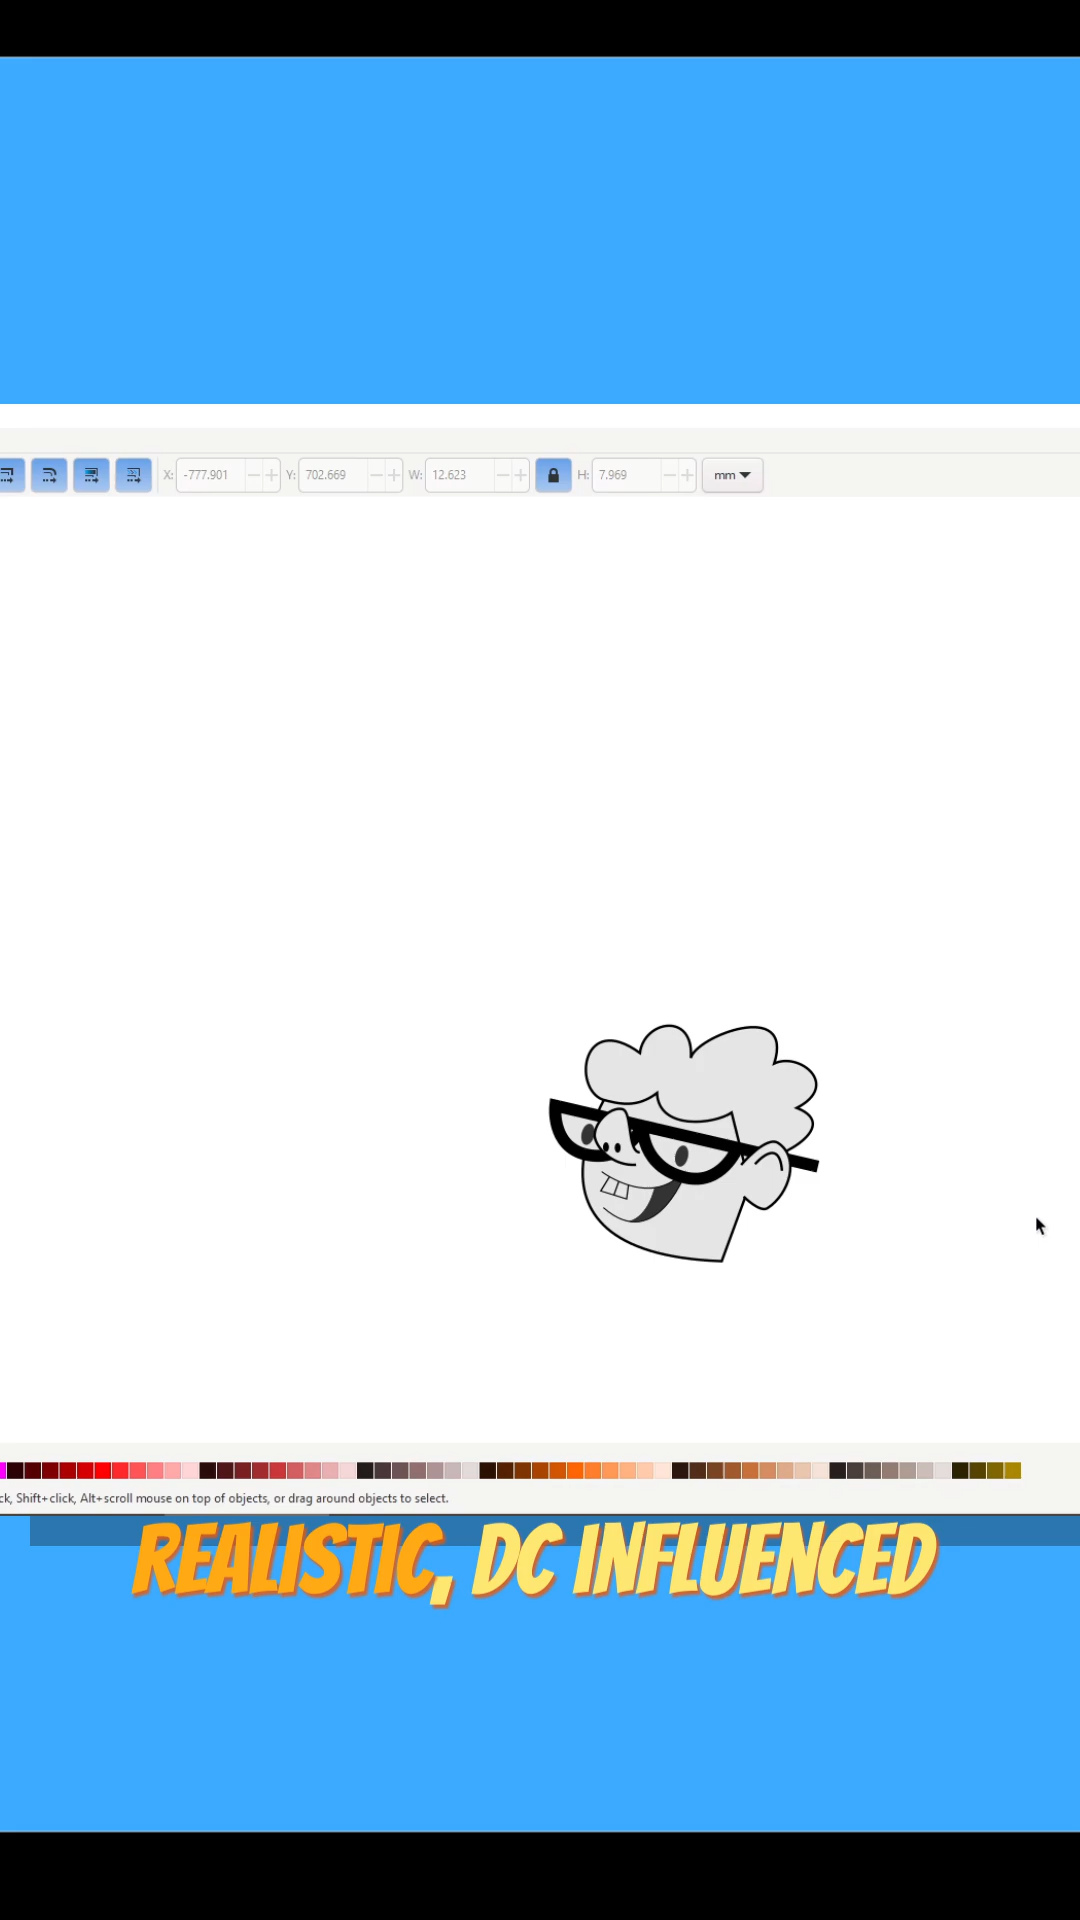 X: -777.901 Y: 702.669 W: 12.623 H: 7.969 mm
ck, Shift+click, Alt+scroll mouse on top of objects, or drag around objects to select.
REALISTIC, DC INFLUENCED